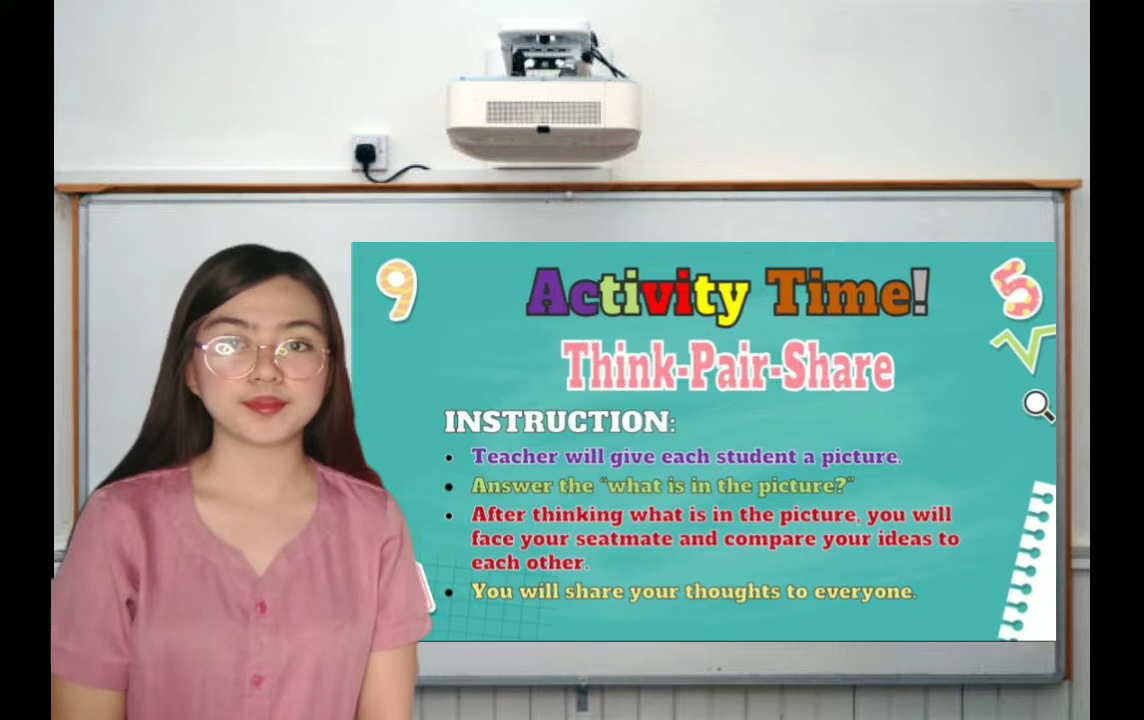 9
Activity Time!
5
Think-Pair-Share
INSTRUCTION:
• Teacher will give each student a picture.
• Answer the "what is in the picture?"
• After thinking what is in the picture, you will
face your seatmate and compare your ideas to
each other.
• You will share your thoughts to everyone.